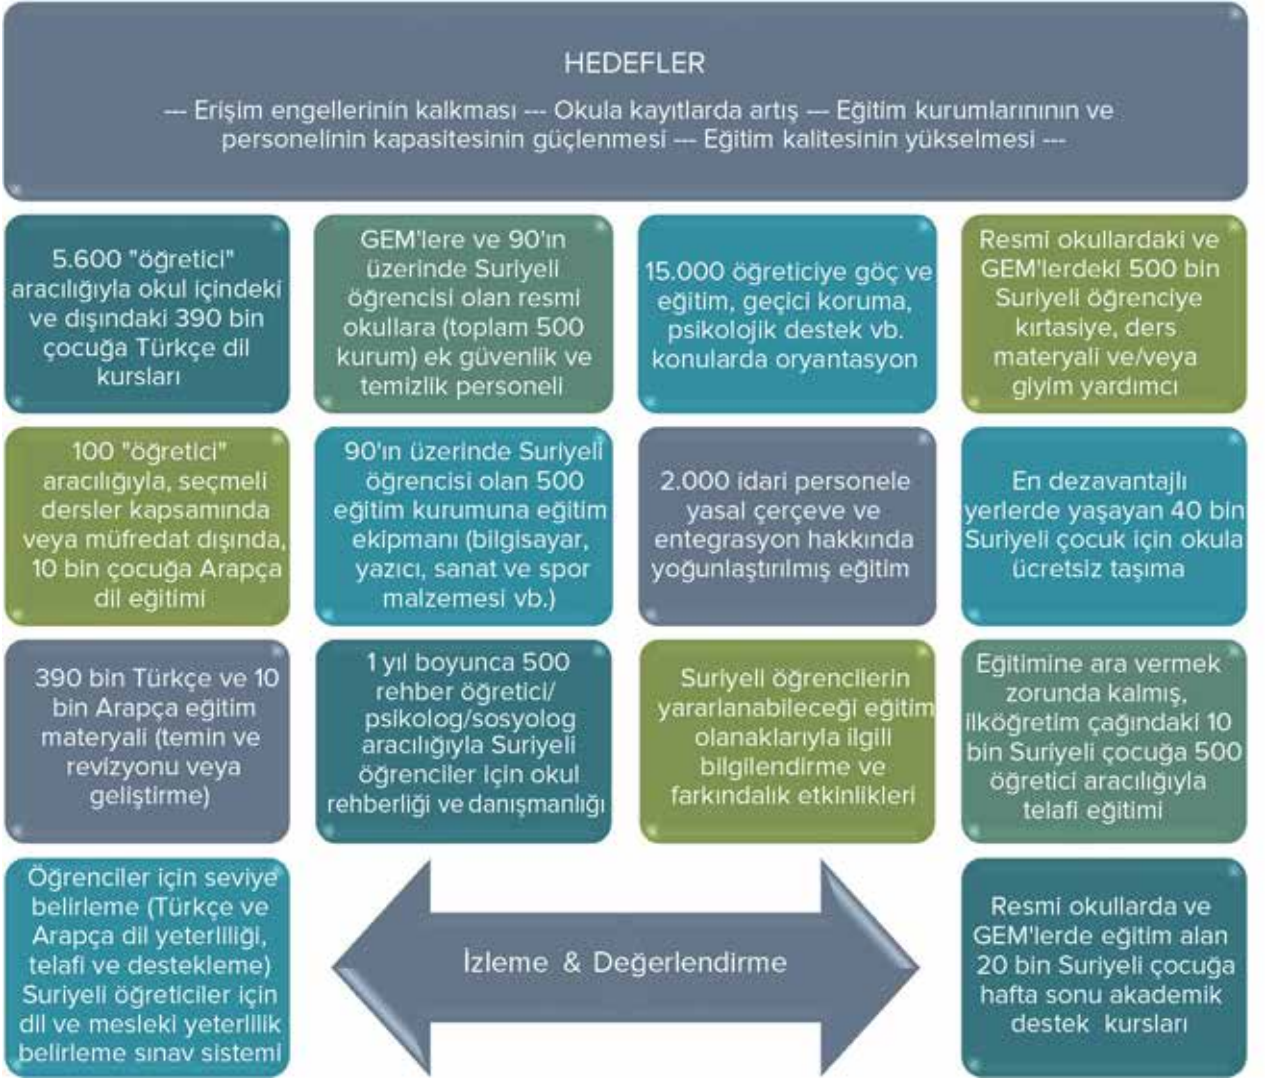 HEDEFLER
--- Erişim engellerinin kalkması --- Okula kayıtlarda artış --- Eğitim kurumlarınının ve
personelinin kapasitesinin güçlenmesi --- Eğitim kalitesinin yükselmesi ---
5.600 "öğretici"
aracılığıyla okul içindeki
ve dışındaki 390 bin
çocuğa Türkçe dil
kursları
GEM'lere ve 90'ın
üzerinde Suriyeli
öğrencisi olan resmi
okullara (toplam 500
kurum) ek güvenlik ve
temizlik personeli
15.000 öğreticiye göç ve
eğitim, geçici koruma,
psikolojik destek vb.
konularda oryantasyon
Resmi okullardaki ve
GEM'lerdeki 500 bin
Suriyeli öğrenciye
kırtasiye, ders
materyali ve/veya
giyim yardımcı
100 "öğretici"
aracılığıyla, seçmeli
dersler kapsamında
veya müfredat dışında,
10 bin çocuğa Arapça
dil eğitimi
90'ın üzerinde Suriyeli
öğrencisi olan 500
eğitim kurumuna eğitim
ekipmanı (bilgisayar,
yazıcı, sanat ve spor
malzemesi vb.)
2.000 idari personele
yasal çerçeve ve
entegrasyon hakkında
yoğunlaştırılmış eğitim
En dezavantajlı
yerlerde yaşayan 40 bin
Suriyeli çocuk için okula
ücretsiz taşıma
390 bin Türkçe ve 10
bin Arapça eğitim
materyali (temin ve
revizyonu veya
geliştirme)
1 yıl boyunca 500
rehber öğretici/
psikolog/sosyolog
aracılığıyla Suriyeli
öğrenciler için okul
rehberliği ve danışmanlığı
Suriyeli öğrencilerin
yararlanabileceği eğitim
olanaklarıyla ilgili
bilgilendirme ve
farkındalık etkinlikleri
Eğitimine ara vermek
zorunda kalmış,
ilköğretim çağındaki 10
bin Suriyeli çocuğa 500
öğretici aracılığıyla
telafi eğitimi
Öğrenciler için seviye
belirleme (Türkçe ve
Arapça dil yeterliliği,
telafi ve destekleme)
Suriyeli öğreticiler için
dil ve mesleki yeterlilik
belirleme sınav sistemi
İzleme & Değerlendirme
Resmi okullarda ve
GEM'lerde eğitim alan
20 bin Suriyeli çocuğa
hafta sonu akademik
destek kursları